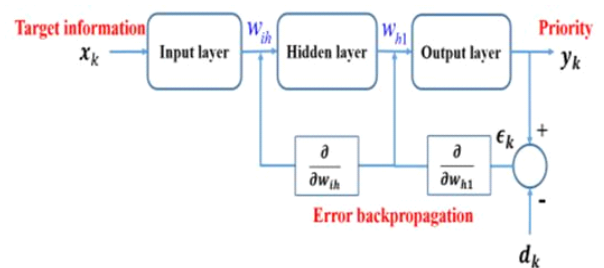 Target information
x_k
Input layer
W_ih
Hidden layer
W_h1
Output layer
Priority
y_k
∂
∂w_ih
∂
∂w_h1
ϵ_k
+
-
Error backpropagation
d_k